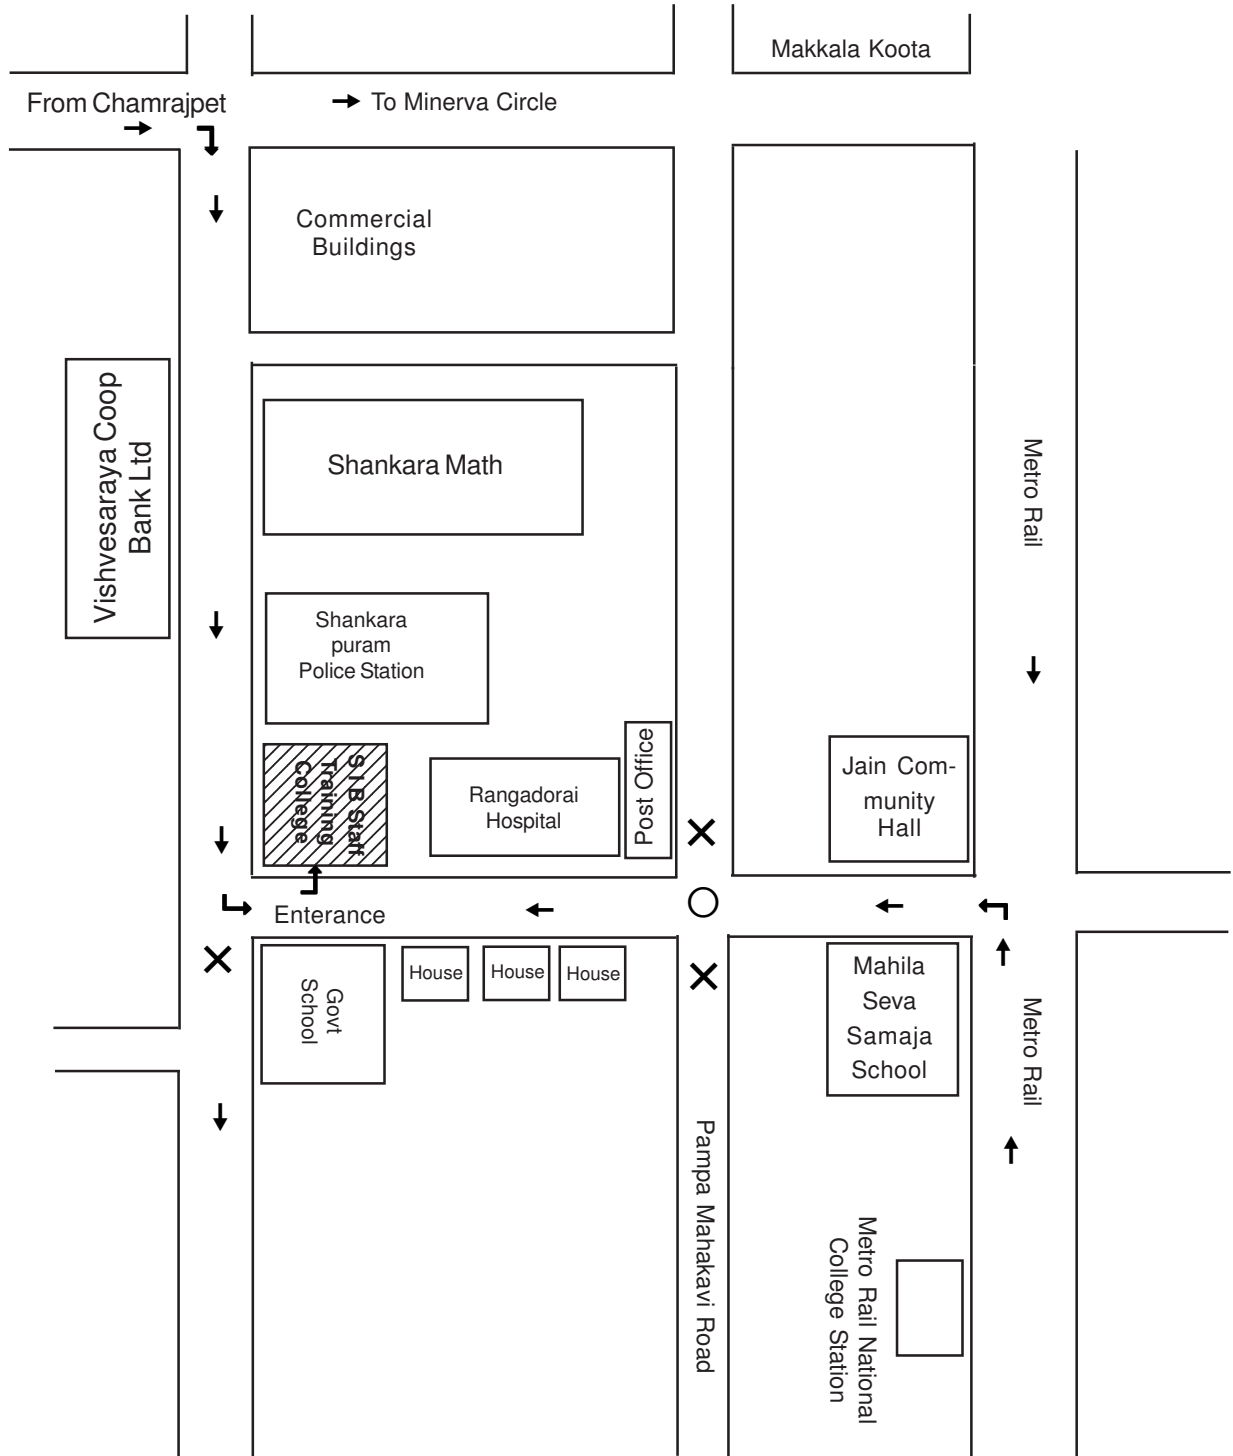 Makkala Koota
From Chamrajpet
To Minerva Circle
Commercial
Buildings
Vishvesaraya Coop
Bank Ltd
Shankara Math
Metro Rail
Shankara
puram
Police Station
S I B Staff
Training
College
Rangadorai
Hospital
Post Office
Jain Com-
munity
Hall
Enterance
Govt
School
House
House
House
Mahila
Seva
Samaja
School
Metro Rail
Pampa Mahakavi Road
Metro Rail National
College Station